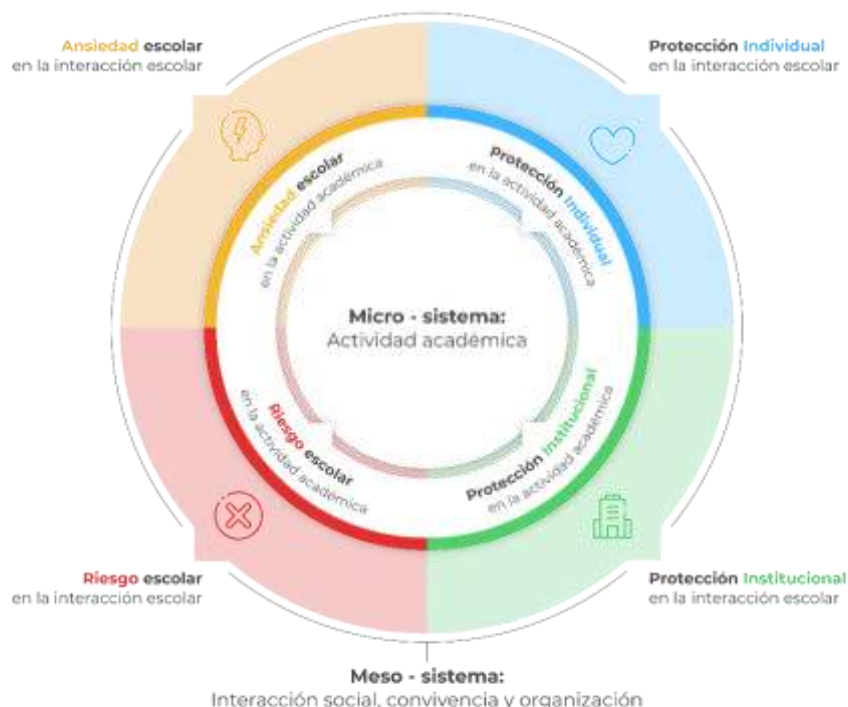 Ansiedad escolar
en la interacción escolar
Protección Individual
en la interacción escolar
Ansiedad escolar
en la actividad académica
Protección Individual
en la actividad académica
Micro - sistema:
Actividad académica
Riesgo escolar
en la actividad académica
Protección Institucional
en la actividad académica
Riesgo escolar
en la interacción escolar
Protección Institucional
en la interacción escolar
Meso - sistema:
Interacción social, convivencia y organización